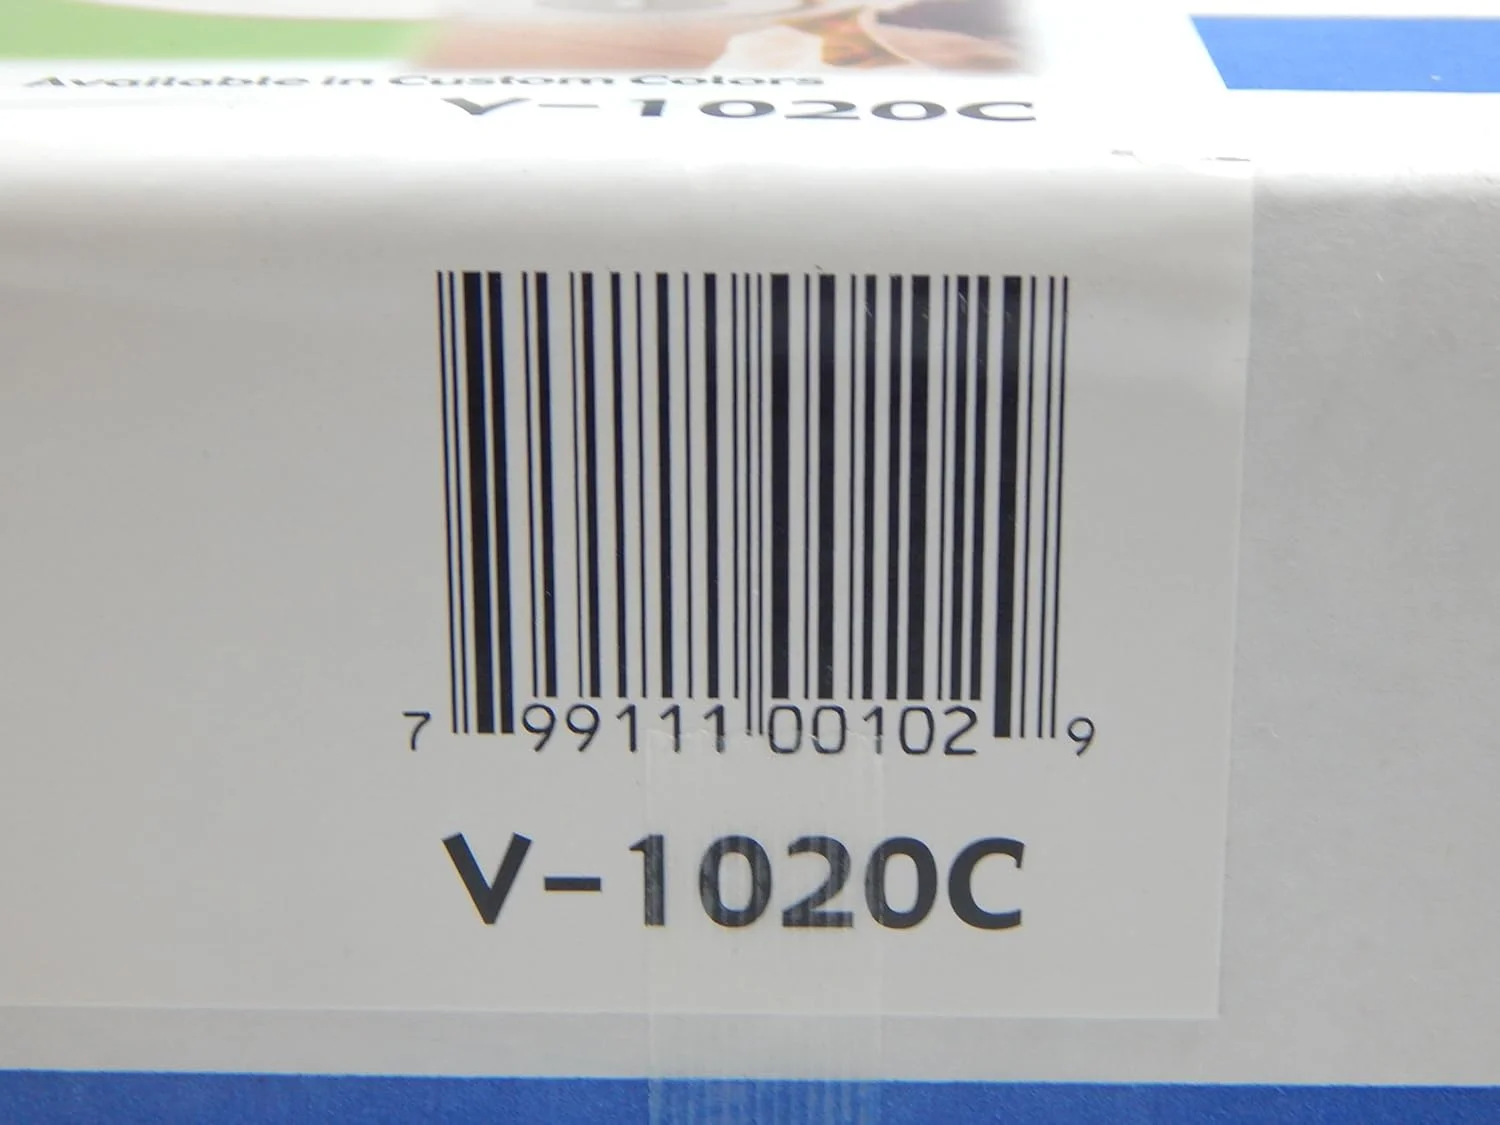 Available in Custom Colors
V-1020C
7 99111 00102 9
V-1020C